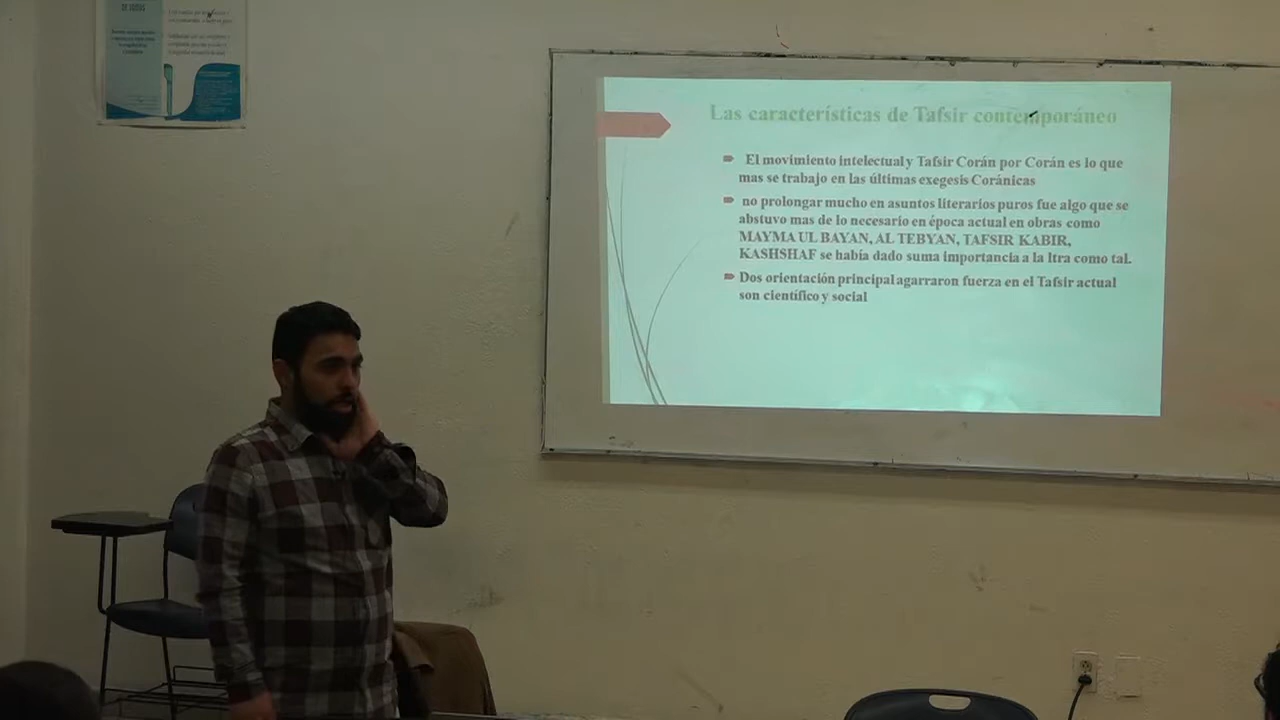 DE TODOS
Las características de Tafsir contemporáneo
El movimiento intelectual y Tafsir Corán por Corán es lo que
mas se trabajo en las últimas exegesis Coránicas
no prolongar mucho en asuntos literarios puros fue algo que se
abstuvo mas de lo necesario en época actual en obras como
MAYMA UL BAYAN, AL TEBYAN, TAFSIR KABIR,
KASHSHAF se había dado suma importancia a la ltra como tal.
Dos orientación principal agarraron fuerza en el Tafsir actual
son científico y social